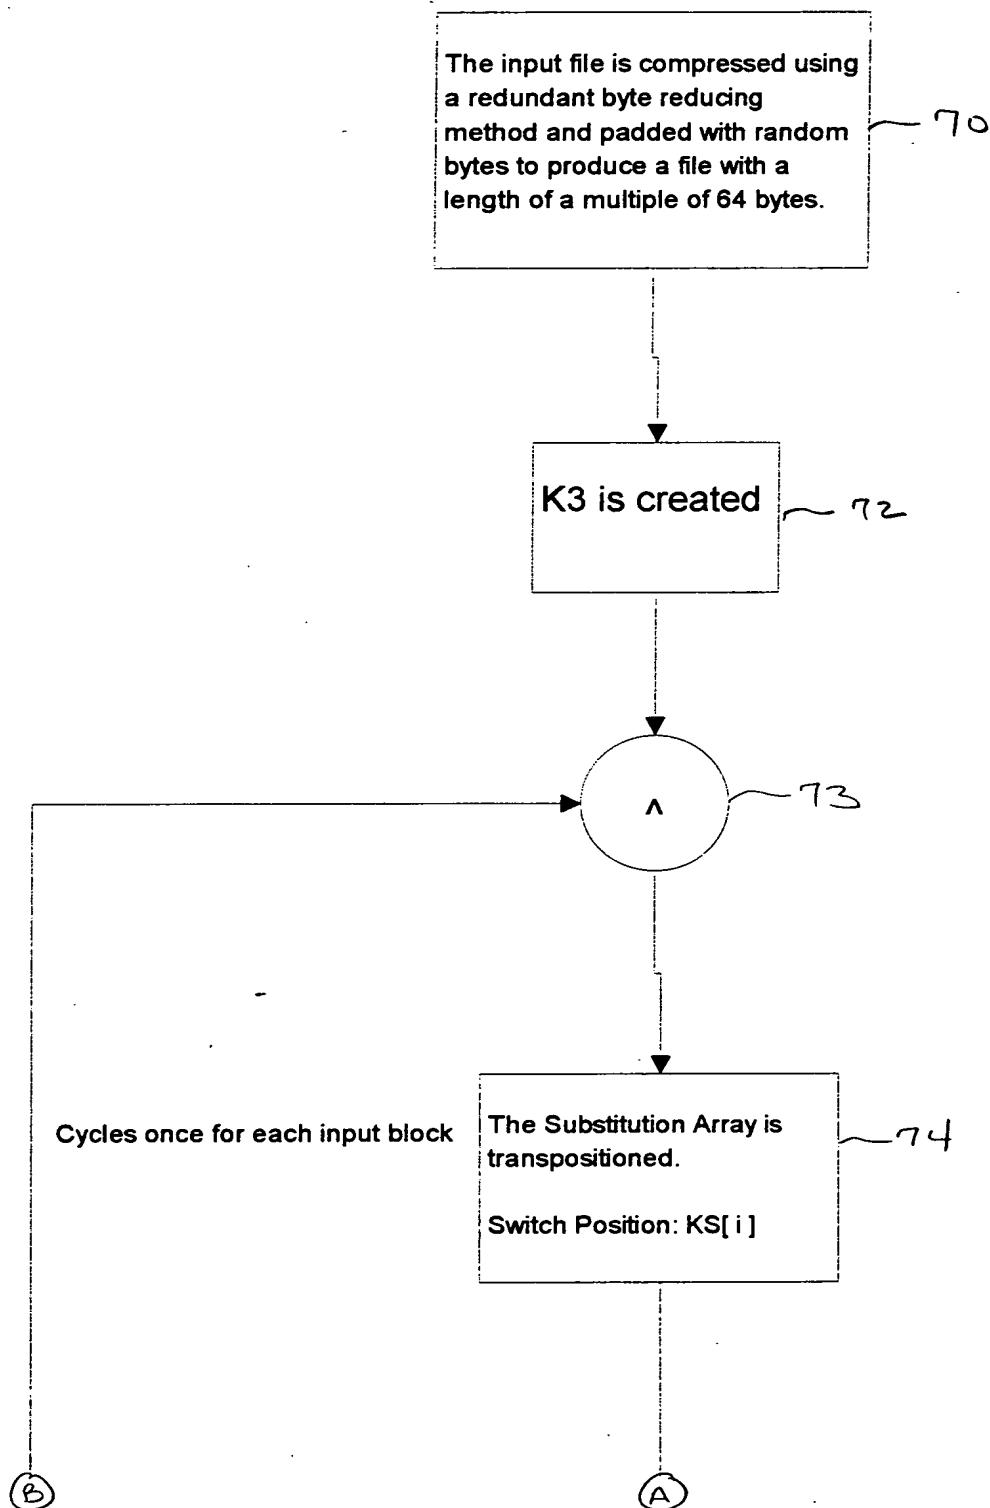 The input file is compressed using
a redundant byte reducing
method and padded with random
bytes to produce a file with a
length of a multiple of 64 bytes.
70
K3 is created
72
^
73
Cycles once for each input block
The Substitution Array is
transpositioned.
Switch Position: KS[ i ]
74
B
A